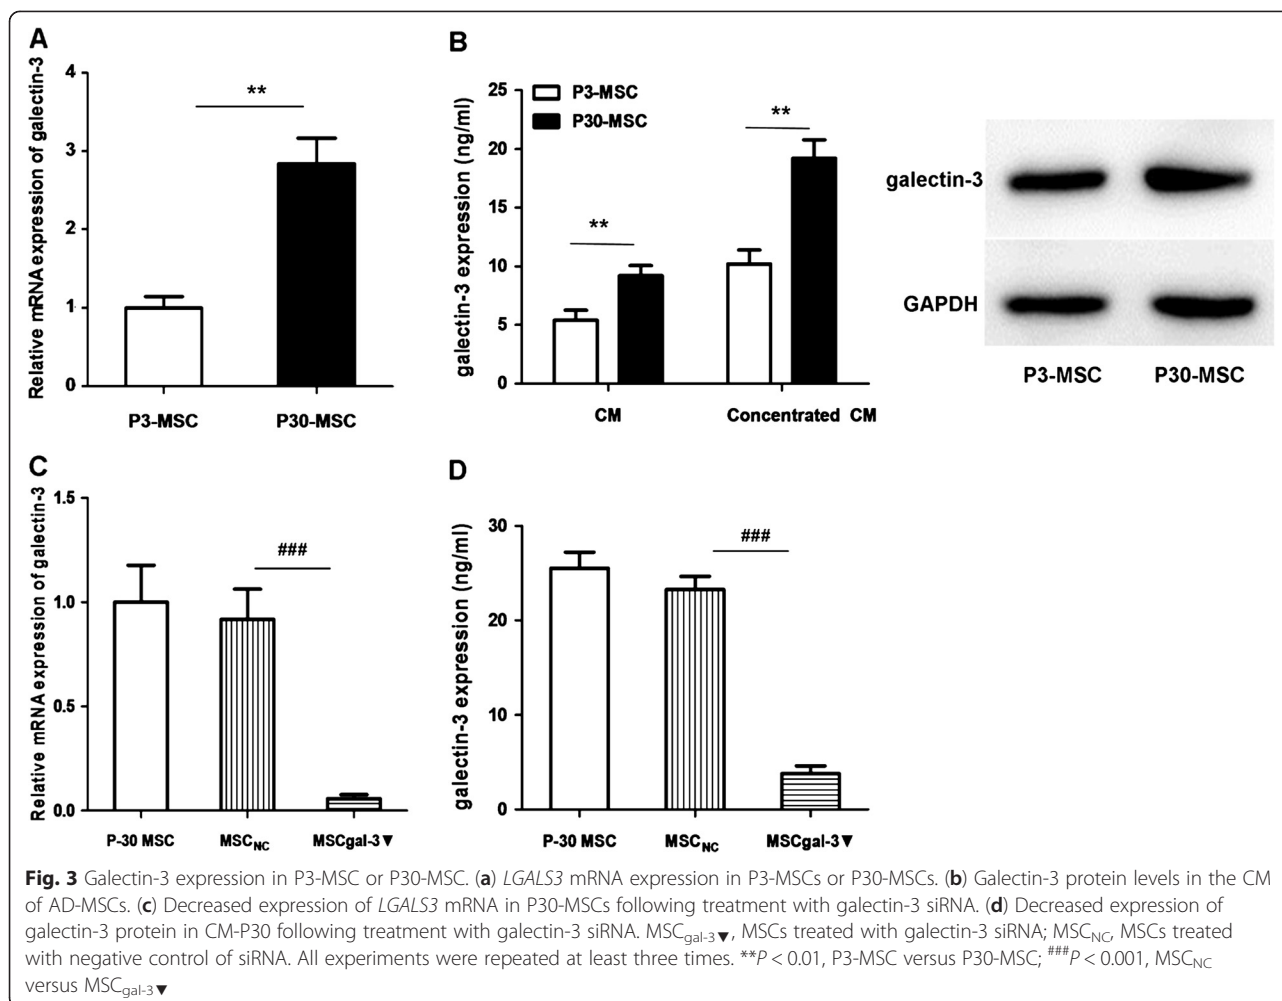 A
Relative mRNA expression of galectin-3
4
3
2
1
0
**
P3-MSC
P30-MSC
B
galectin-3 expression (ng/ml)
25
20
15
10
5
0
P3-MSC
P30-MSC
**
**
CM
Concentrated CM
galectin-3
GAPDH
P3-MSC
P30-MSC
C
Relative mRNA expression of galectin-3
1.5
1.0
0.5
0.0
###
P-30 MSC
MSCNC
MSCgal-3▼
D
galectin-3 expression (ng/ml)
30
20
10
0
###
P-30 MSC
MSCNC
MSCgal-3▼
Fig. 3 Galectin-3 expression in P3-MSC or P30-MSC. (a) LGALS3 mRNA expression in P3-MSCs or P30-MSCs. (b) Galectin-3 protein levels in the CM
of AD-MSCs. (c) Decreased expression of LGALS3 mRNA in P30-MSCs following treatment with galectin-3 siRNA. (d) Decreased expression of
galectin-3 protein in CM-P30 following treatment with galectin-3 siRNA. MSCgal-3▼, MSCs treated with galectin-3 siRNA; MSCNC, MSCs treated
with negative control of siRNA. All experiments were repeated at least three times. **P < 0.01, P3-MSC versus P30-MSC; ###P < 0.001, MSCNC
versus MSCgal-3▼